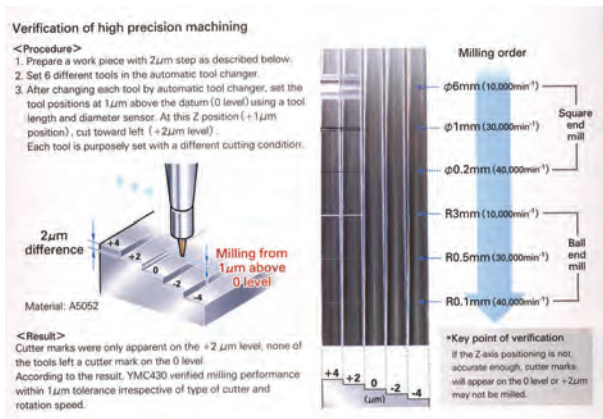 Verification of high precision machining
<Procedure>
1. Prepare a work piece with 2μm step as described below.
2. Set 6 different tools in the automatic tool changer.
3. After changing each tool by automatic tool changer, set the
tool positions at 1μm above the datum (0 level) using a tool
length and diameter sensor. At this Z position (+1μm
position), cut toward left (+2μm level).
Each tool is purposely set with a different cutting condition.
2μm
difference
+4
+2
0
-2
-4
Milling from
1μm above
0 level
Material: A5052
<Result>
Cutter marks were only apparent on the +2 μm level, none of
the tools left a cutter mark on the 0 level
According to the result, YMC430 verified milling performance
within 1μm tolerance irrespective of type of cutter and
rotation speed.
Milling order
φ6mm (10,000min⁻¹)
φ1mm (30,000min⁻¹)
φ0.2mm (40,000min⁻¹)
Square
end
mill
R3mm (10,000min⁻¹)
R0.5mm (30,000min⁻¹)
R0.1mm (40,000min⁻¹)
Ball
end
mill
+4 +2 0 -2 -4
(μm)
*Key point of verification
If the Z-axis positioning is not
accurate enough, cutter marks
will appear on the 0 level or +2μm
may not be milled.